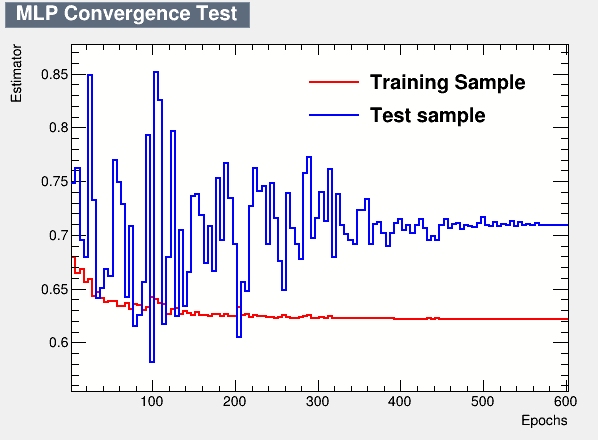 MLP Convergence Test
Estimator
Training Sample
Test sample
0.85
0.8
0.75
0.7
0.65
0.6
100 200 300 400 500 600
Epochs